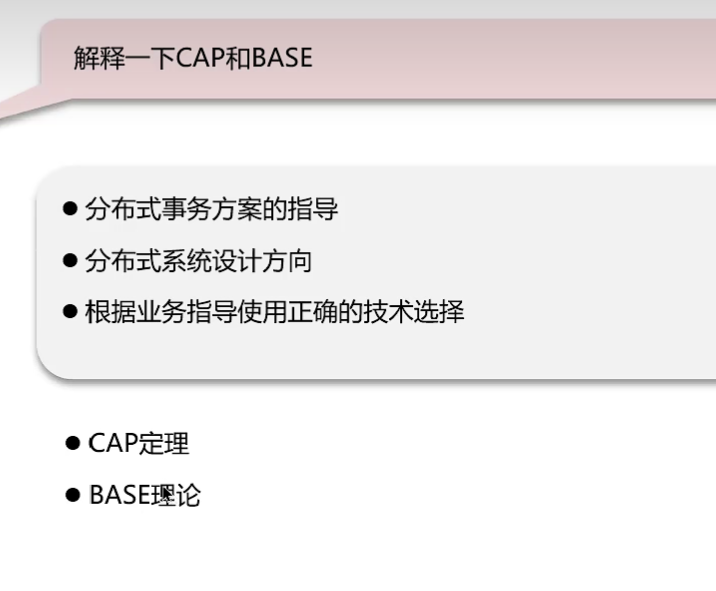 解释一下CAP和BASE
● 分布式事务方案的指导
● 分布式系统设计方向
● 根据业务指导使用正确的技术选择
● CAP定理
● BASE理论